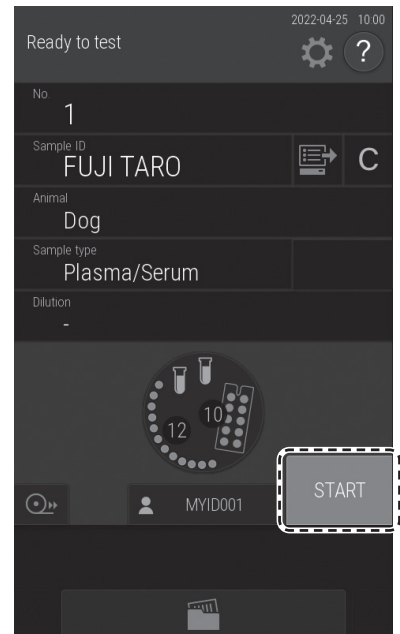 2022-04-25 10:00
Ready to test
?
No.
1
Sample ID
FUJI TARO
C
Animal
Dog
Sample type
Plasma/Serum
Dilution
-
12
10
MYID001
START